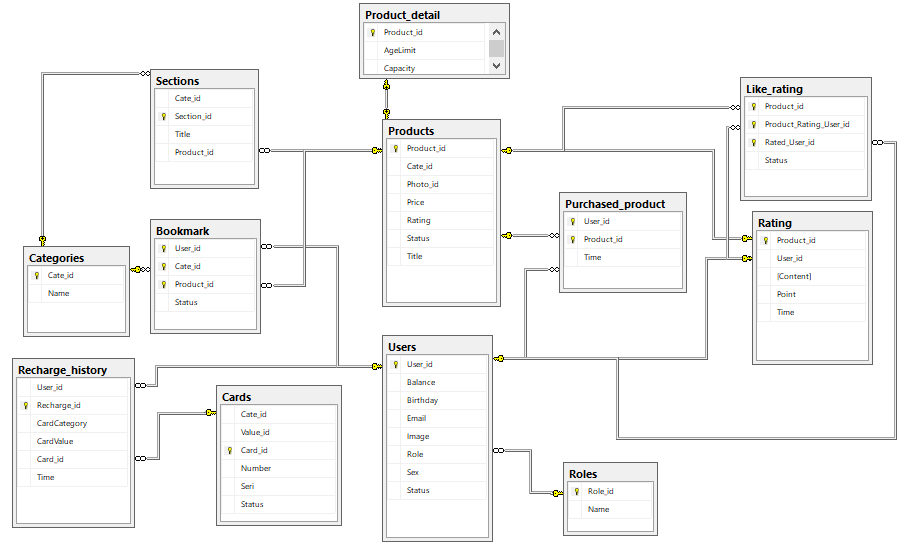 Product_detail
Product_id
AgeLimit
Capacity
Sections
Cate_id
Section_id
Title
Product_id
Products
Product_id
Cate_id
Photo_id
Price
Rating
Status
Title
Like_rating
Product_id
Product_Rating_User_id
Rated_User_id
Status
Purchased_product
User_id
Product_id
Time
Rating
Product_id
User_id
[Content]
Point
Time
Bookmark
User_id
Cate_id
Product_id
Status
Categories
Cate_id
Name
Users
User_id
Balance
Birthday
Email
Image
Role
Sex
Status
Recharge_history
User_id
Recharge_id
CardCategory
CardValue
Card_id
Time
Cards
Cate_id
Value_id
Card_id
Number
Seri
Status
Roles
Role_id
Name